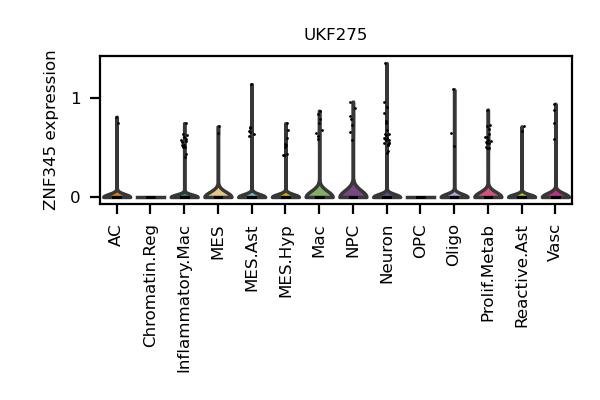 UKF275
ZNF345 expression
1
0
AC
Chromatin.Reg
Inflammatory.Mac
MES
MES.Ast
MES.Hyp
Mac
NPC
Neuron
OPC
Oligo
Prolif.Metab
Reactive.Ast
Vasc